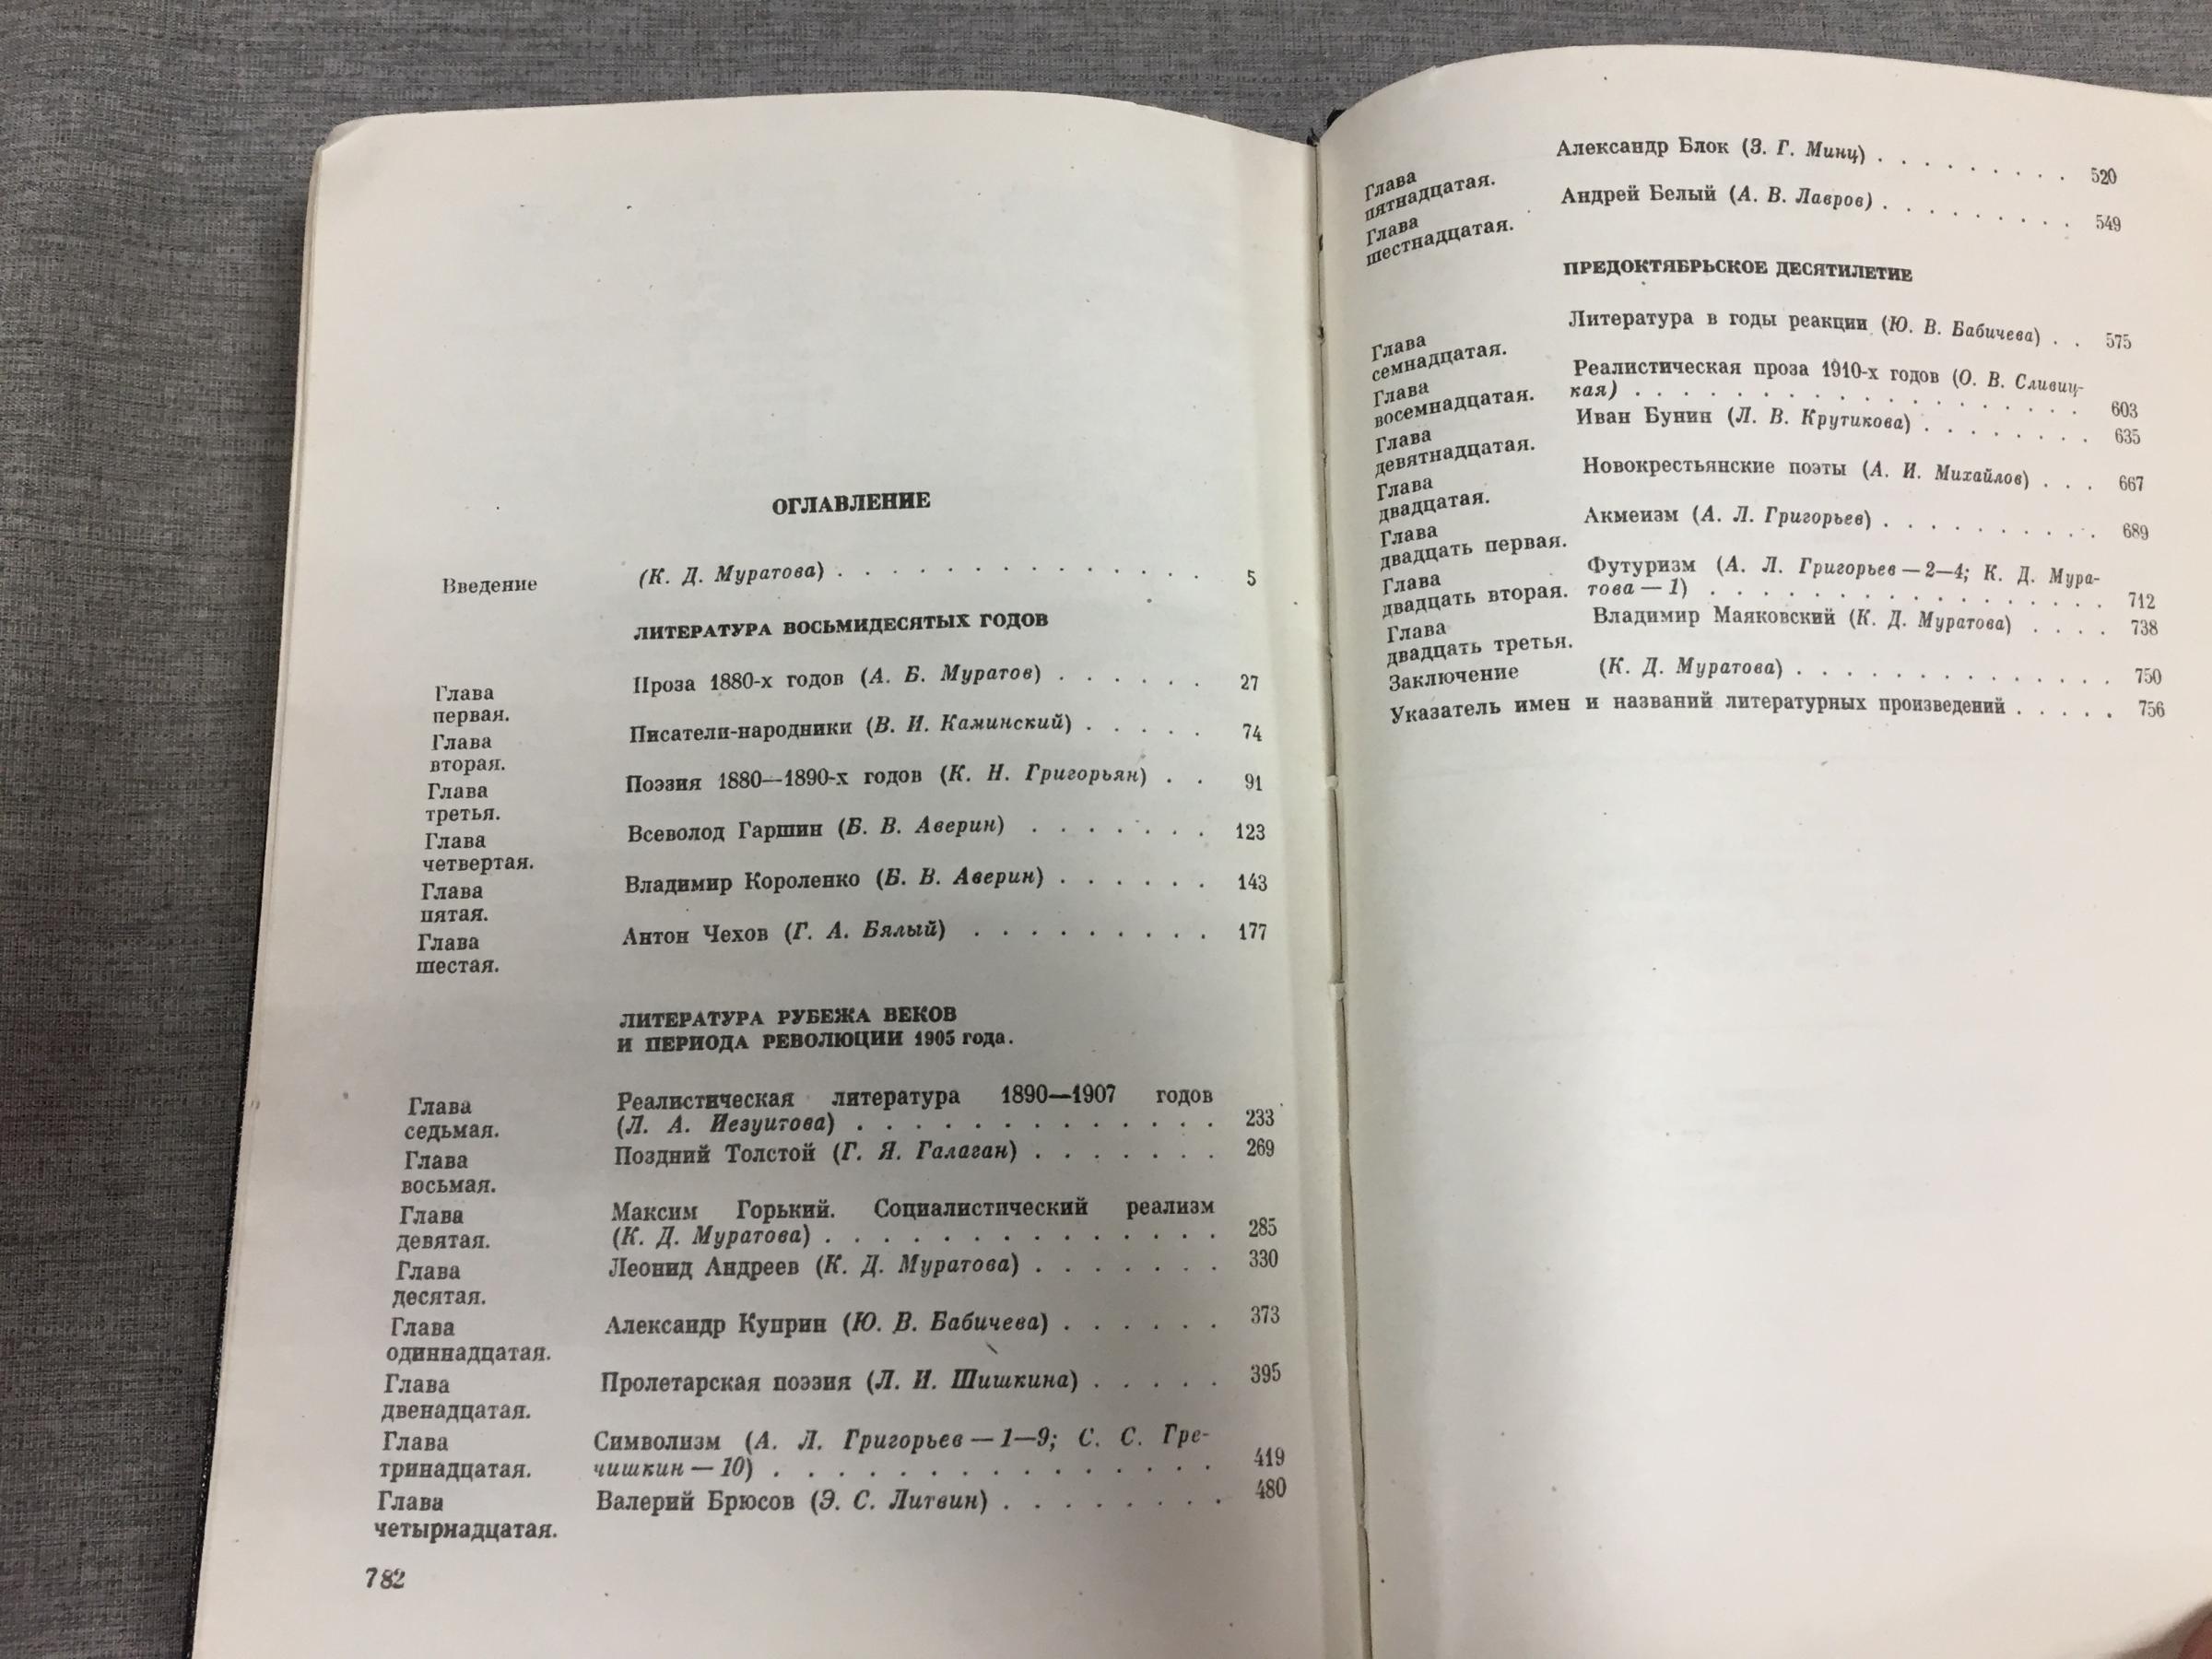 ОГЛАВЛЕНИЕ
Введение (К. Д. Муратова) . . . . . . . . . . . . . . 5
ЛИТЕРАТУРА ВОСЬМИДЕСЯТЫХ ГОДОВ
Глава первая. Проза 1880-х годов (А. Б. Муратов) . . . . . . 27
Глава вторая. Писатели-народники (В. И. Каминский) . . . . . 74
Глава третья. Поэзия 1880—1890-х годов (К. Н. Григорьян) . . 91
Глава четвертая. Всеволод Гаршин (Б. В. Аверин) . . . . . . . 123
Глава пятая. Владимир Короленко (Б. В. Аверин) . . . . . . 143
Глава шестая. Антон Чехов (Г. А. Бялый) . . . . . . . . . . 177
ЛИТЕРАТУРА РУБЕЖА ВЕКОВ
И ПЕРИОДА РЕВОЛЮЦИИ 1905 года.
Глава Реалистическая литература 1890—1907 годов
седьмая. (Л. А. Иезуитова) . . . . . . . . . . . . . 233
Глава восьмая. Поздний Толстой (Г. Я. Галаган) . . . . . . . 269
Глава Максим Горький. Социалистический реализм
девятая. (К. Д. Муратова) . . . . . . . . . . . . . . 285
Глава десятая. Леонид Андреев (К. Д. Муратова) . . . . . . . 330
Глава одиннадцатая. Александр Куприн (Ю. В. Бабичева) . . . . . . 373
Глава двенадцатая. Пролетарская поэзия (Л. И. Шишкина) . . . . . 395
Глава Символизм (А. Л. Григорьев — 1—9; С. С. Гре-
тринадцатая. чишкин — 10) . . . . . . . . . . . . . . . 419
Глава четырнадцатая. Валерий Брюсов (Э. С. Литвин) . . . . . . . . 480
782
Глава пятнадцатая. Александр Блок (З. Г. Минц) . . . . . . . . . 520
Глава шестнадцатая. Андрей Белый (А. В. Лавров) . . . . . . . . . 549
ПРЕДОКТЯБРЬСКОЕ ДЕСЯТИЛЕТИЕ
Глава семнадцатая. Литература в годы реакции (Ю. В. Бабичева) . . 575
Глава Реалистическая проза 1910-х годов (О. В. Сливиц-
восемнадцатая. кая) . . . . . . . . . . . . . . . . . . 603
Глава девятнадцатая. Иван Бунин (Л. В. Крутикова) . . . . . . . . 635
Глава двадцатая. Новокрестьянские поэты (А. И. Михайлов) . . . 667
Глава двадцать первая. Акмеизм (А. Л. Григорьев) . . . . . . . . . . 689
Глава Футуризм (А. Л. Григорьев — 2—4; К. Д. Мура-
двадцать вторая. това — 1) . . . . . . . . . . . . . . . . 712
Глава двадцать третья. Владимир Маяковский (К. Д. Муратова) . . . . 738
Заключение (К. Д. Муратова) . . . . . . . . . . . . . . 750
Указатель имен и названий литературных произведений . . . . . 756